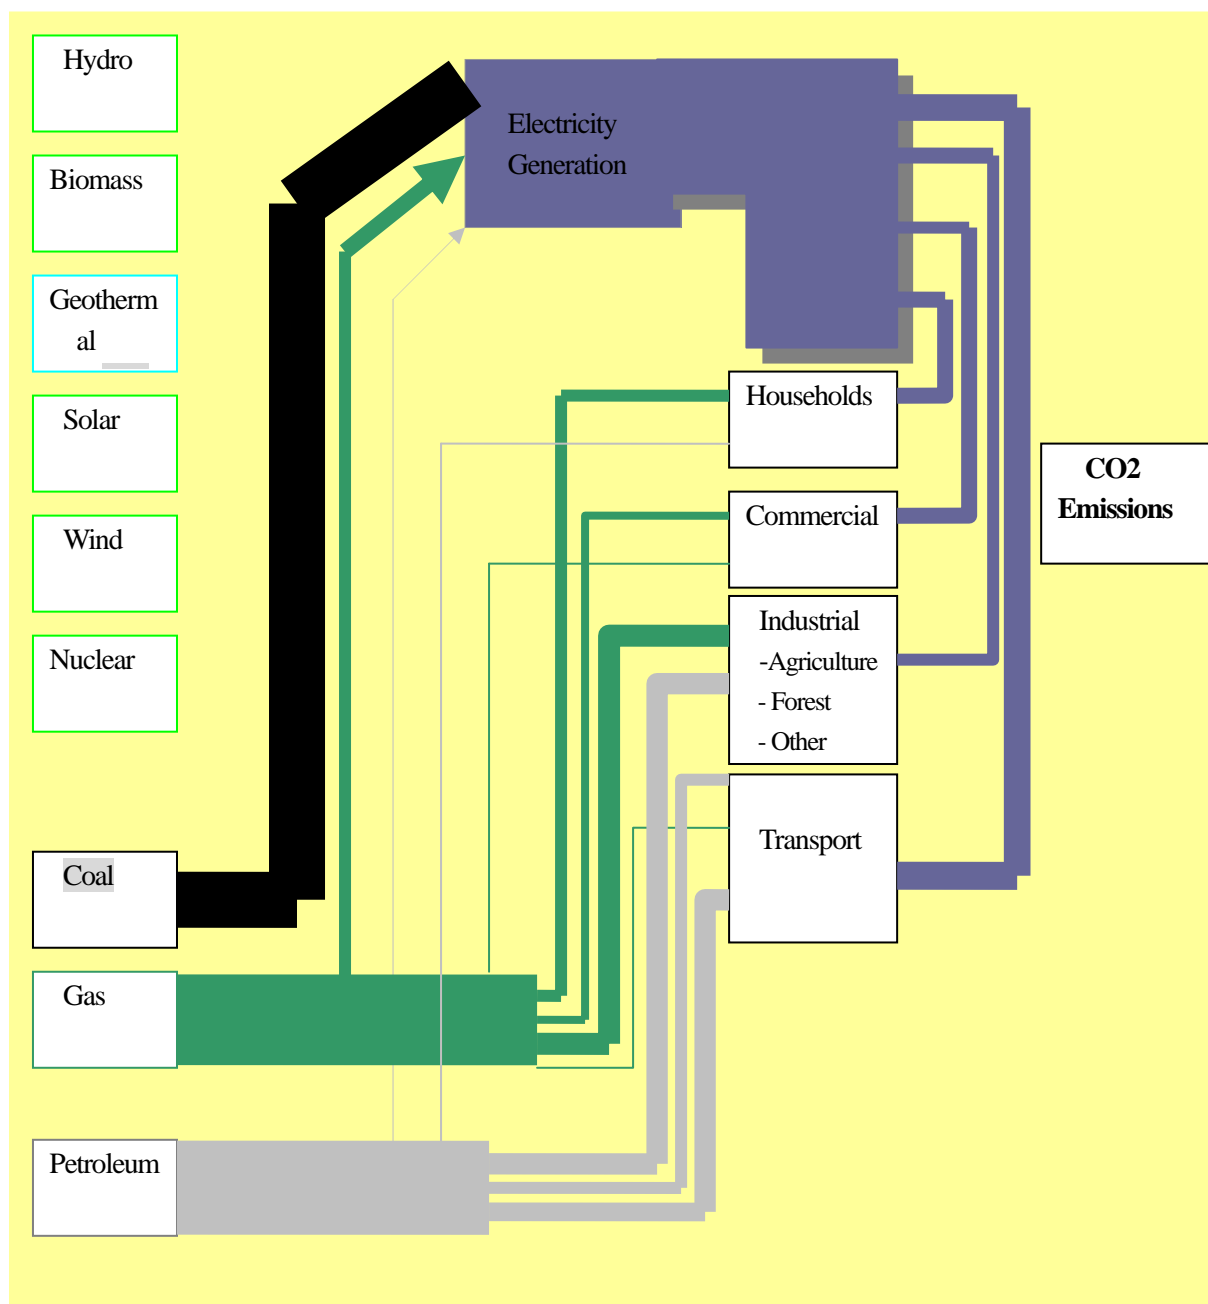 Hydro
Biomass
Geotherm
al
Solar
Wind
Nuclear
Coal
Gas
Petroleum
Electricity
Generation
Households
Commercial
Industrial
-Agriculture
- Forest
- Other
Transport
CO2
Emissions